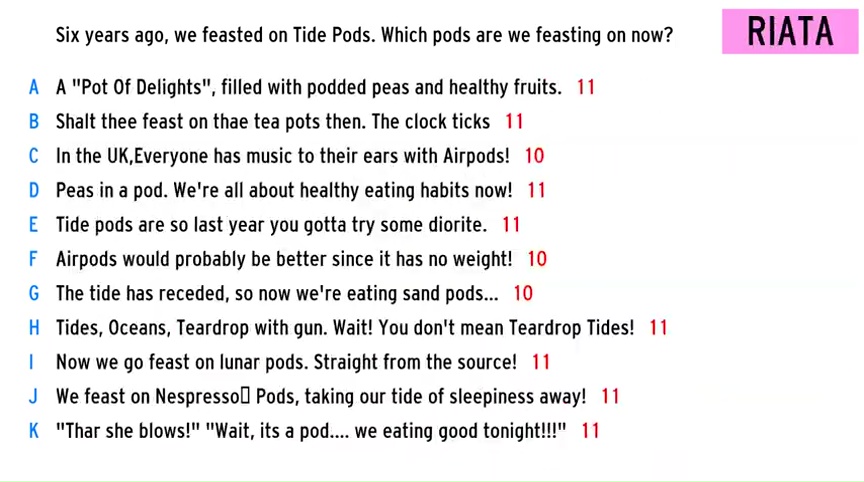 Six years ago, we feasted on Tide Pods. Which pods are we feasting on now?
RIATA
A A "Pot Of Delights", filled with podded peas and healthy fruits. 11
B Shalt thee feast on thae tea pots then. The clock ticks 11
C In the UK,Everyone has music to their ears with Airpods! 10
D Peas in a pod. We're all about healthy eating habits now! 11
E Tide pods are so last year you gotta try some diorite. 11
F Airpods would probably be better since it has no weight! 10
G The tide has receded, so now we're eating sand pods... 10
H Tides, Oceans, Teardrop with gun. Wait! You don't mean Teardrop Tides! 11
I Now we go feast on lunar pods. Straight from the source! 11
J We feast on Nespresso▯ Pods, taking our tide of sleepiness away! 11
K "Thar she blows!" "Wait, its a pod.... we eating good tonight!!!" 11